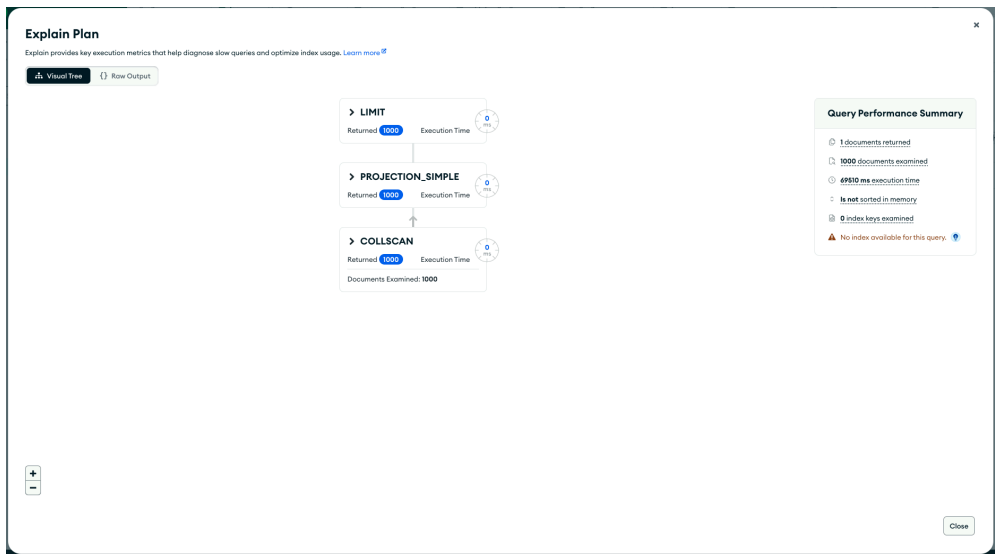 Explain Plan
Explain provides key execution metrics that help diagnose slow queries and optimize index usage. Learn more
Visual Tree {} Raw Output
LIMIT
Returned 1000 Execution Time 0 ms
PROJECTION_SIMPLE
Returned 1000 Execution Time 0 ms
COLLSCAN
Returned 1000 Execution Time 0 ms
Documents Examined: 1000
Query Performance Summary
1 documents returned
1000 documents examined
69510 ms execution time
Is not sorted in memory
0 index keys examined
No index available for this query.
+
−
Close